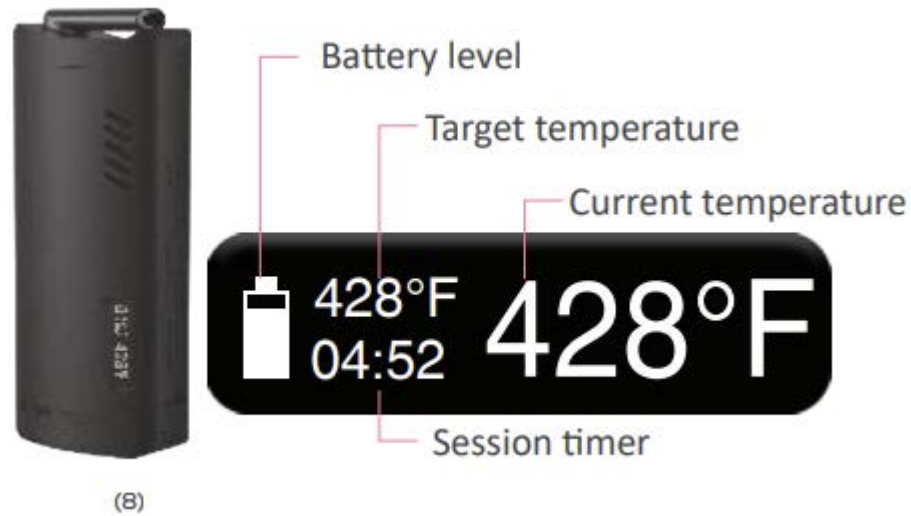 Battery level
Target temperature
Current temperature
428°F
04:52
428°F
Session timer
(8)